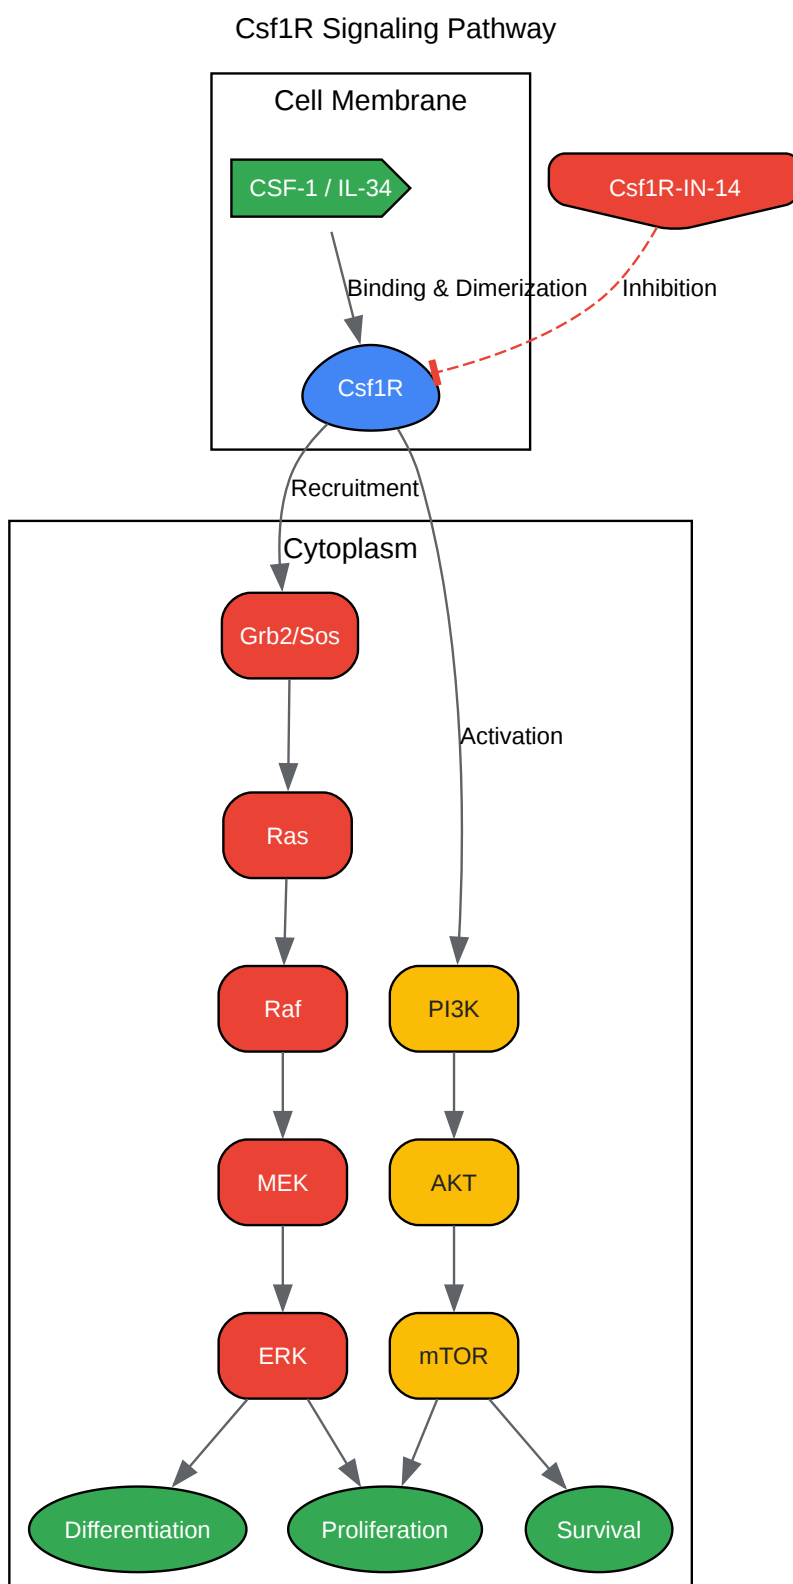 Csf1R Signaling Pathway
Cell Membrane
CSF-1 / IL-34
Csf1R-IN-14
Binding & Dimerization
Inhibition
Csf1R
Recruitment
Cytoplasm
Grb2/Sos
Activation
Ras
Raf
PI3K
MEK
AKT
ERK
mTOR
Differentiation
Proliferation
Survival